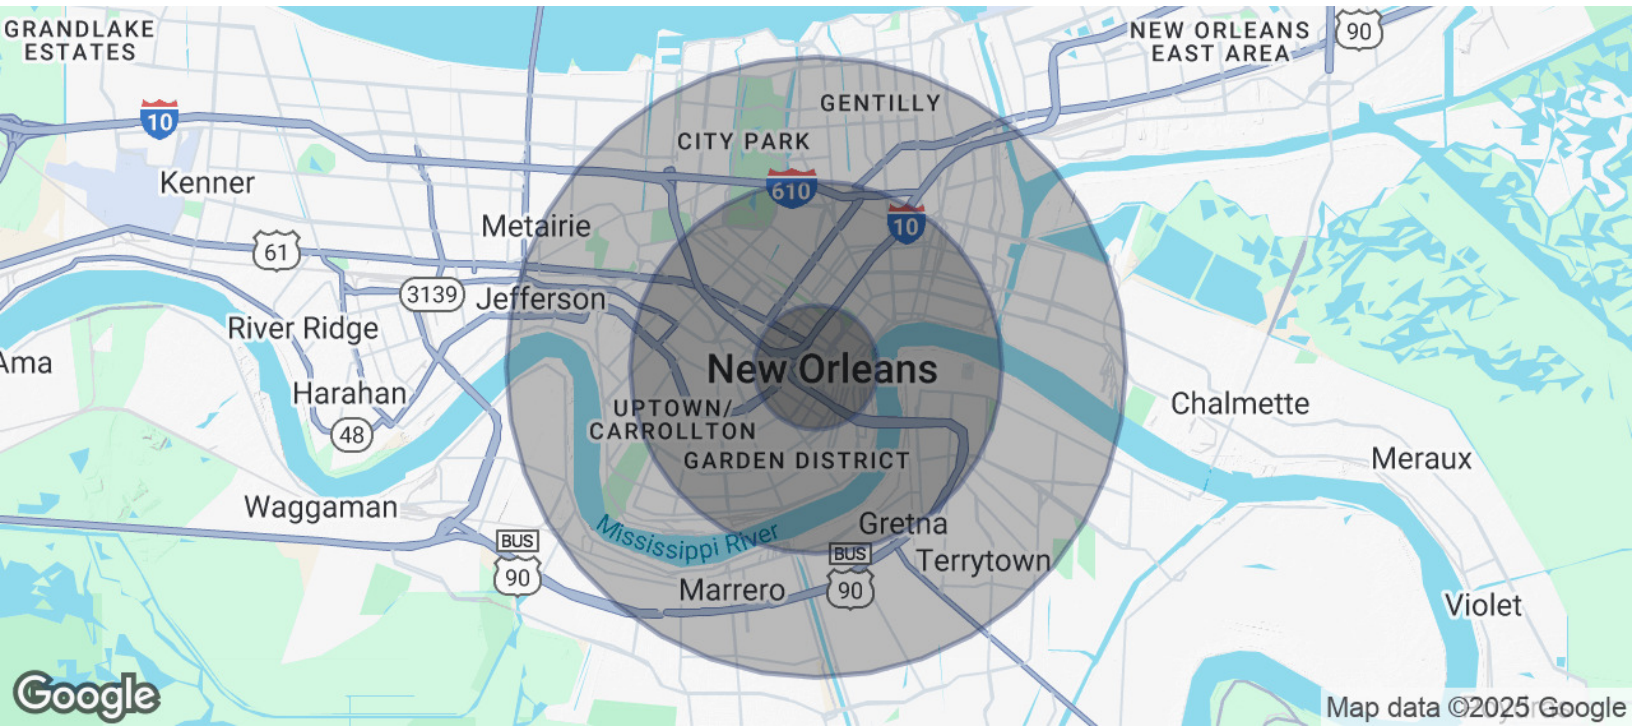 GRANDLAKE
ESTATES
NEW ORLEANS
EAST AREA
90
GENTILLY
10
CITY PARK
Kenner
610
10
Metairie
61
3139
Jefferson
River Ridge
Ama
New Orleans
Harahan
48
UPTOWN/
CARROLLTON
Chalmette
GARDEN DISTRICT
Meraux
Waggaman
Mississippi River
Gretna
BUS
90
BUS
90
Terrytown
Marrero
Violet
Google
Map data ©2025 Google